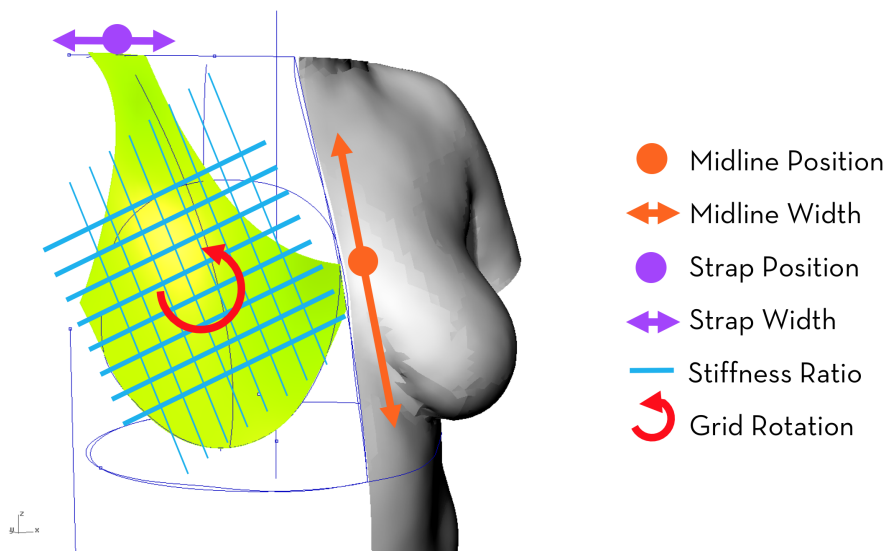 Midline Position
Midline Width
Strap Position
Strap Width
Stiffness Ratio
Grid Rotation
z
y x